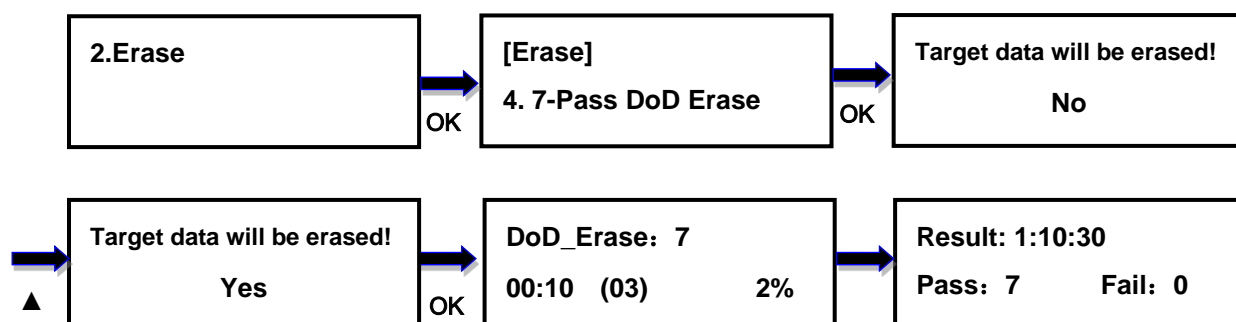 2.Erase
OK
[Erase]
4. 7-Pass DoD Erase
OK
Target data will be erased!
No
▲
Target data will be erased!
Yes
OK
DoD_Erase：7
00:10 (03) 2%
Result: 1:10:30
Pass：7 Fail：0